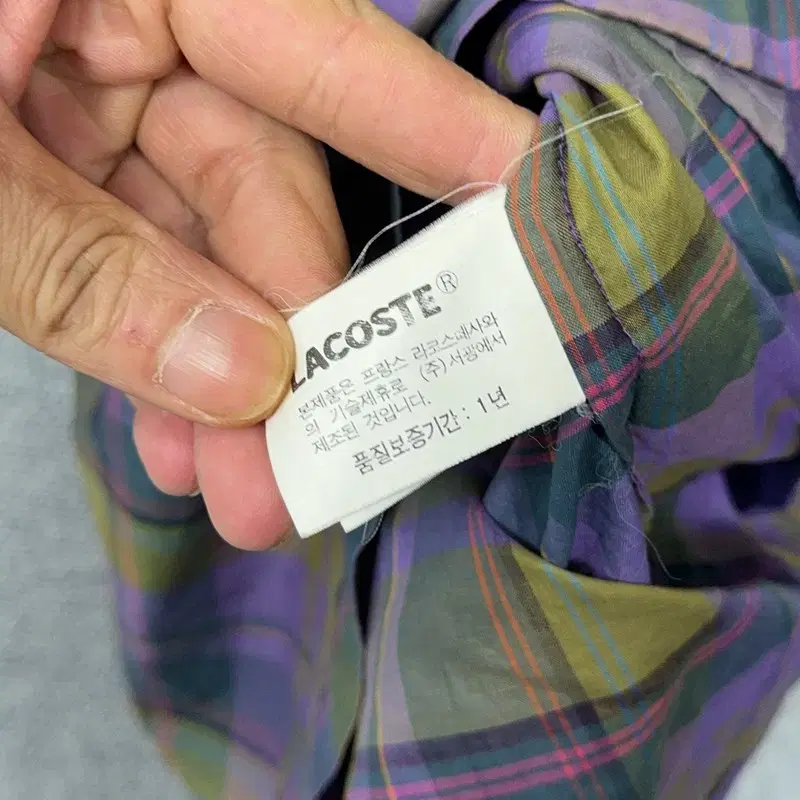 LACOSTE®
본제품은 프랑스 라코스떼사와
의 기술제휴로 (주)서광에서
제조된 것입니다.
품질보증기간 : 1년